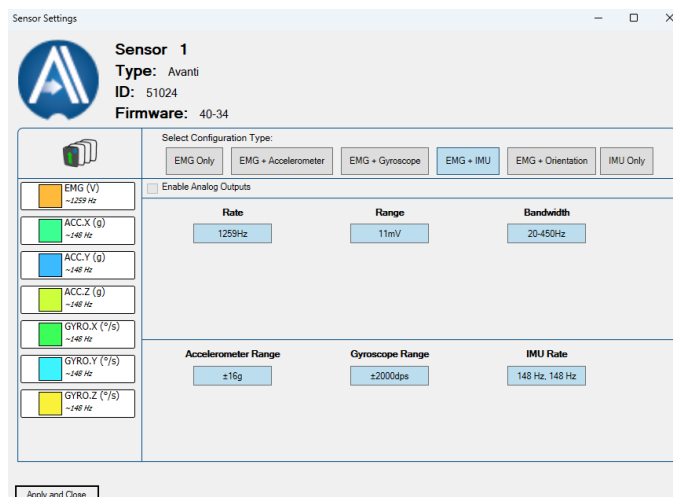 Sensor Settings
Sensor 1
Type: Avanti
ID: 51024
Firmware: 40-34
Select Configuration Type:
EMG Only EMG + Accelerometer EMG + Gyroscope EMG + IMU EMG + Orientation IMU Only
Enable Analog Outputs
EMG (V)
~1259 Hz
ACC.X (g)
~148 Hz
ACC.Y (g)
~148 Hz
ACC.Z (g)
~148 Hz
GYRO.X (°/s)
~148 Hz
GYRO.Y (°/s)
~148 Hz
GYRO.Z (°/s)
~148 Hz
Rate Range Bandwidth
1259Hz 11mV 20-450Hz
Accelerometer Range Gyroscope Range IMU Rate
±16g ±2000dps 148 Hz, 148 Hz
Apply and Close